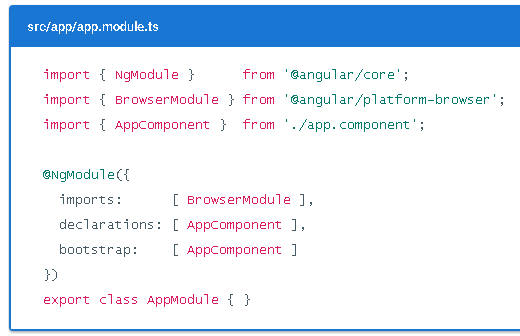 src/app/app.module.ts
import { NgModule }      from '@angular/core';
import { BrowserModule } from '@angular/platform-browser';
import { AppComponent }  from './app.component';
@NgModule({
  imports:      [ BrowserModule ],
  declarations: [ AppComponent ],
  bootstrap:    [ AppComponent ]
})
export class AppModule { }